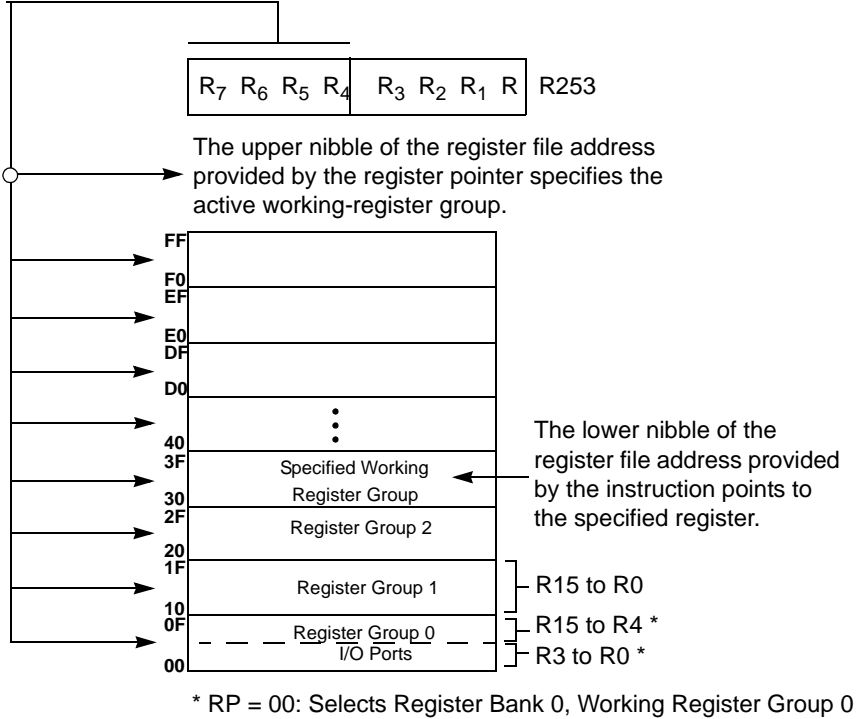 R7 R6 R5 R4 R3 R2 R1 R R253
The upper nibble of the register file address
provided by the register pointer specifies the
active working-register group.
FF
F0
EF
E0
DF
D0
40
3F
Specified Working
Register Group
30
The lower nibble of the
register file address provided
by the instruction points to
the specified register.
2F
Register Group 2
20
1F
Register Group 1
R15 to R0
10
0F
Register Group 0
R15 to R4 *
I/O Ports
R3 to R0 *
00
* RP = 00: Selects Register Bank 0, Working Register Group 0